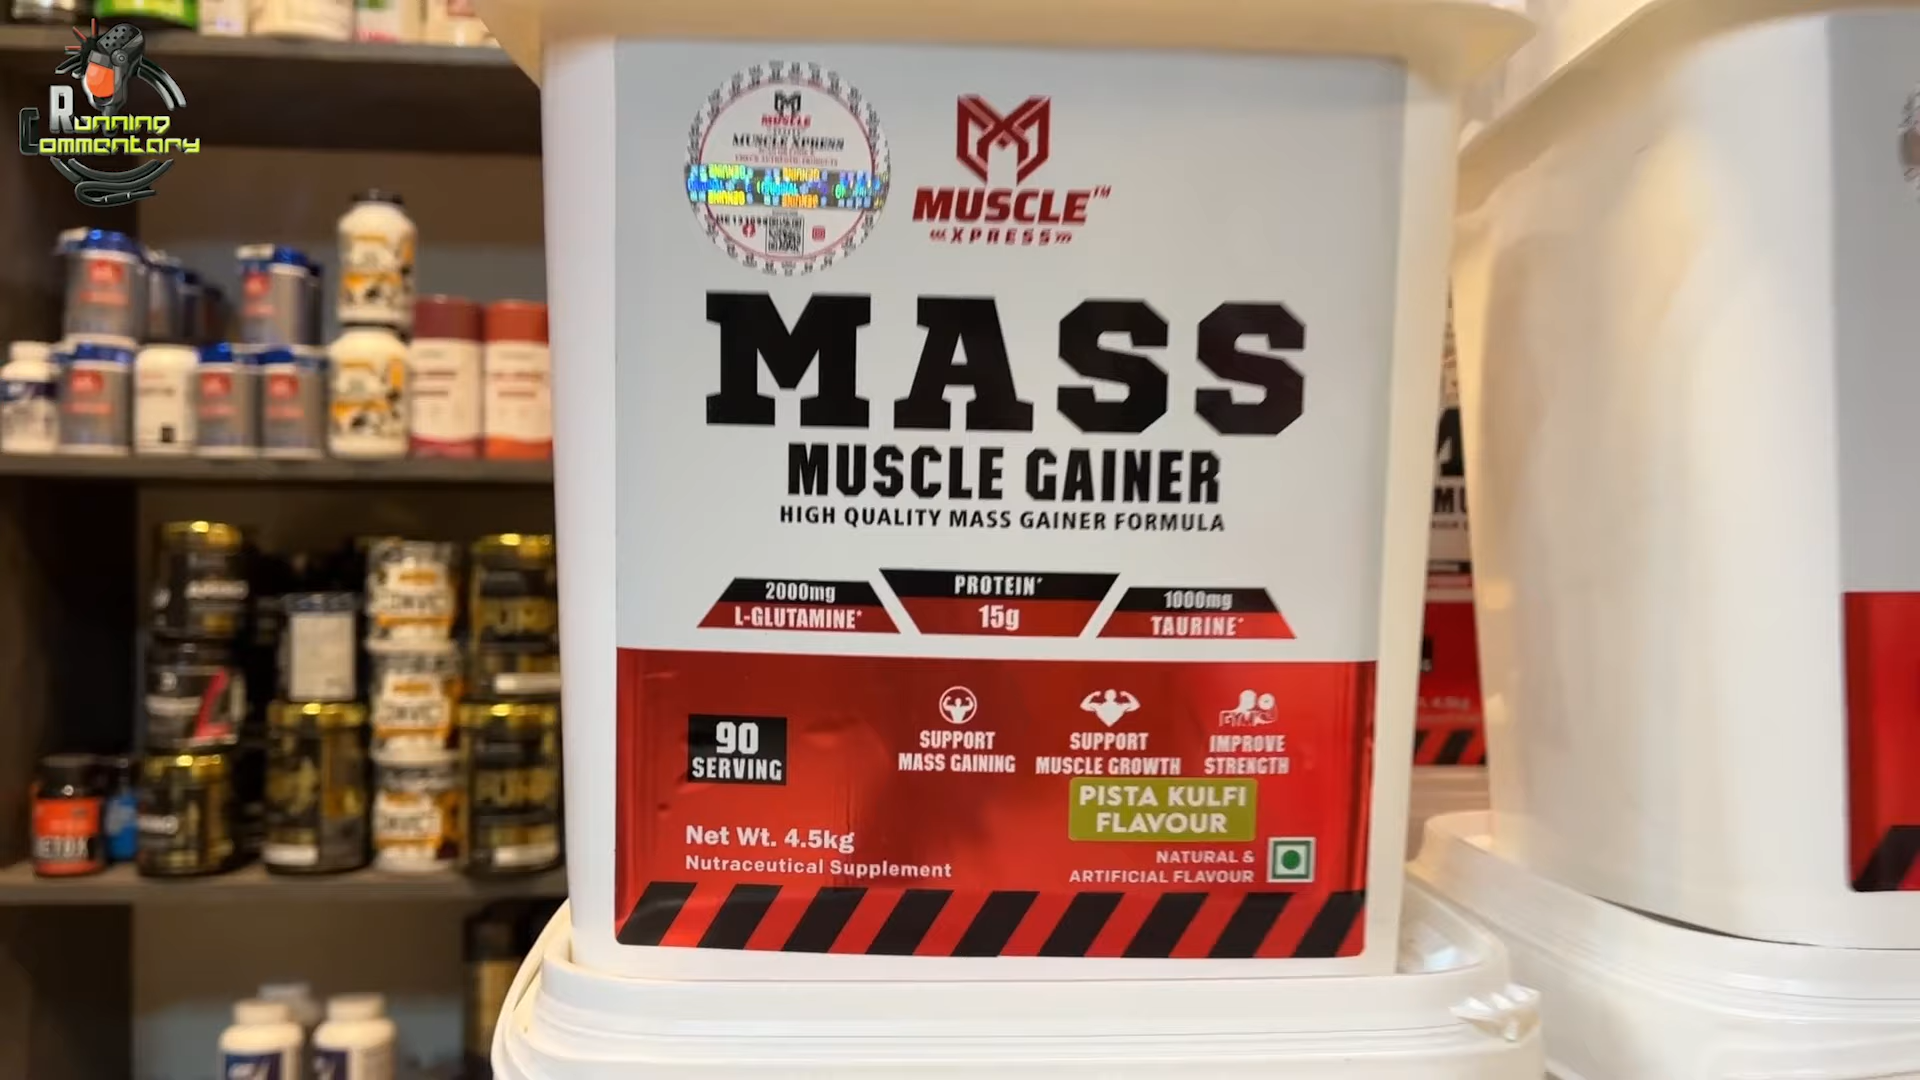 Running
Commentary
MUSCLE
MUSCLE XPRESS
GENUINE
MUSCLE™
XPRESS
MASS
MUSCLE GAINER
HIGH QUALITY MASS GAINER FORMULA
2000mg
L-GLUTAMINE*
PROTEIN*
15g
1000mg
TAURINE*
90
SERVING
SUPPORT
MASS GAINING
SUPPORT
MUSCLE GROWTH
IMPROVE
STRENGTH
PISTA KULFI
FLAVOUR
Net Wt. 4.5kg
Nutraceutical Supplement
NATURAL &
ARTIFICIAL FLAVOUR